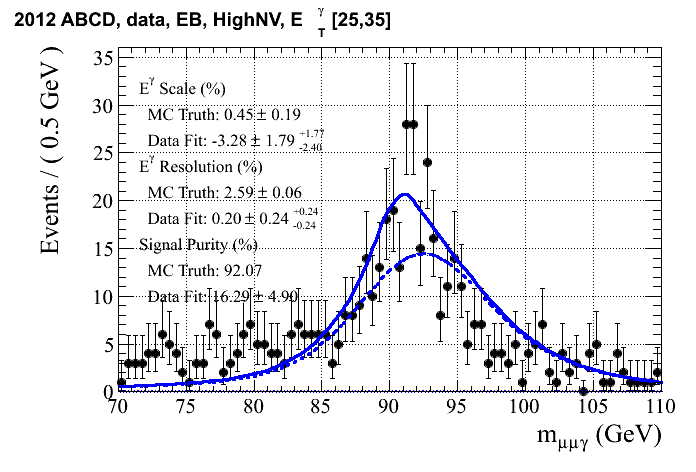 2012 ABCD, data, EB, HighNV, E_T^γ [25,35]
Events / ( 0.5 GeV )
35
30
25
20
15
10
5
0
E^γ Scale (%)
MC Truth: 0.45 ± 0.19
Data Fit: -3.28 ± 1.79 ^{+1.77}_{-2.40}
E^γ Resolution (%)
MC Truth: 2.59 ± 0.06
Data Fit: 0.20 ± 0.24 ^{+0.24}_{-0.24}
Signal Purity (%)
MC Truth: 92.07
Data Fit: 16.29 ± 4.90
70 75 80 85 90 95 100 105 110
m_{μμγ} (GeV)